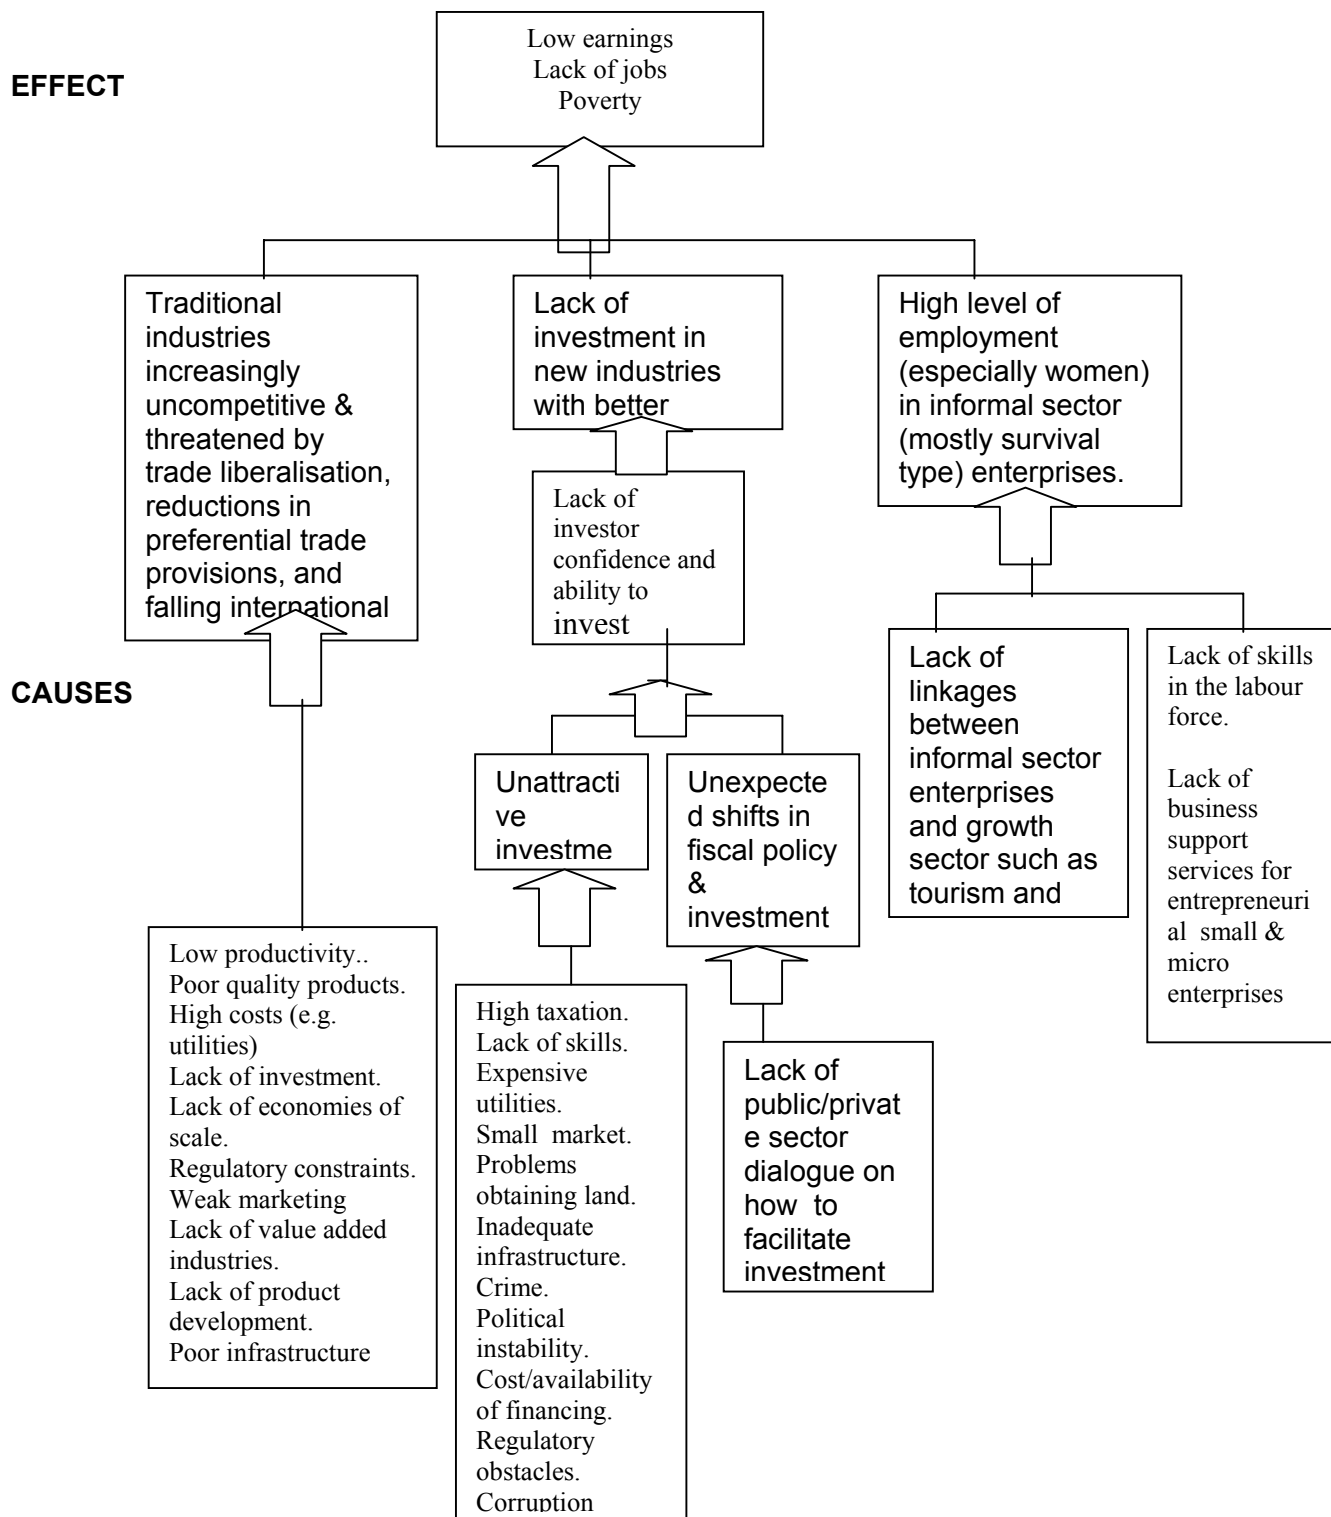 Low earnings
Lack of jobs
Poverty
EFFECT
Traditional
industries
increasingly
uncompetitive &
threatened by
trade liberalisation,
reductions in
preferential trade
provisions, and
falling international
Lack of
investment in
new industries
with better
High level of
employment
(especially women)
in informal sector
(mostly survival
type) enterprises.
Lack of
investor
confidence and
ability to
invest
CAUSES
Lack of
linkages
between
informal sector
enterprises
and growth
sector such as
tourism and
Lack of skills
in the labour
force.
Lack of
business
support
services for
entrepreneuri
al small &
micro
enterprises
Unattracti
ve
investme
Unexpecte
d shifts in
fiscal policy
&
investment
Low productivity..
Poor quality products.
High costs (e.g.
utilities)
Lack of investment.
Lack of economies of
scale.
Regulatory constraints.
Weak marketing
Lack of value added
industries.
Lack of product
development.
Poor infrastructure
High taxation.
Lack of skills.
Expensive
utilities.
Small market.
Problems
obtaining land.
Inadequate
infrastructure.
Crime.
Political
instability.
Cost/availability
of financing.
Regulatory
obstacles.
Corruption
Lack of
public/privat
e sector
dialogue on
how to
facilitate
investment